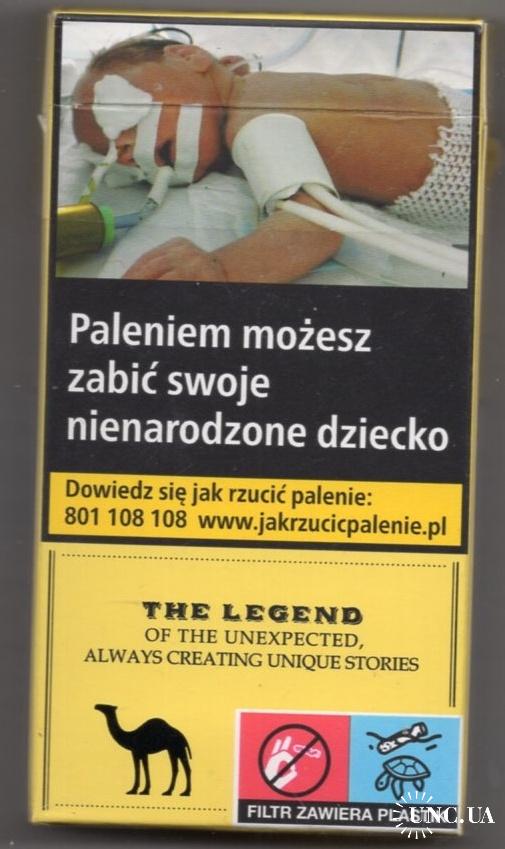 Paleniem możesz
zabić swoje
nienarodzone dziecko
Dowiedz się jak rzucić palenie:
801 108 108 www.jakrzucicpalenie.pl
THE LEGEND
OF THE UNEXPECTED,
ALWAYS CREATING UNIQUE STORIES
FILTR ZAWIERA PLASTIK
UNC.UA